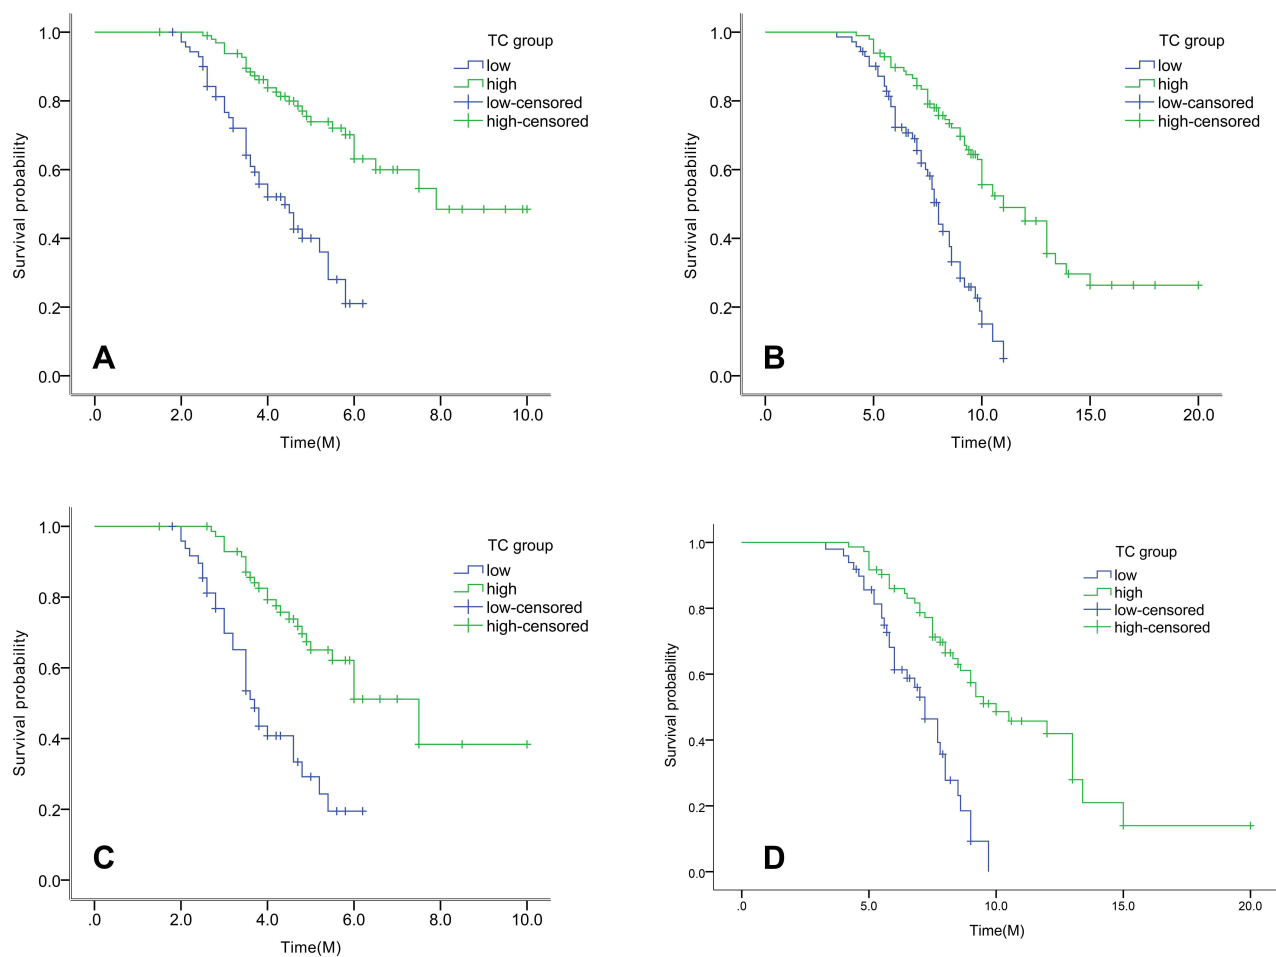 1.0
0.8
0.6
0.4
0.2
0.0
Survival probability
TC group
low
high
low-censored
high-censored
A
.0 2.0 4.0 6.0 8.0 10.0
Time(M)
1.0
0.8
0.6
0.4
0.2
0.0
Survival probability
TC group
low
high
low-cansored
high-censored
B
.0 5.0 10.0 15.0 20.0
Time(M)
1.0
0.8
0.6
0.4
0.2
0.0
Survival probability
TC group
low
high
low-censored
high-censored
C
.0 2.0 4.0 6.0 8.0 10.0
Time(M)
1.0
0.8
0.6
0.4
0.2
0.0
Survival probability
TC group
low
high
low-censored
high-censored
D
.0 5.0 10.0 15.0 20.0
Time(M)